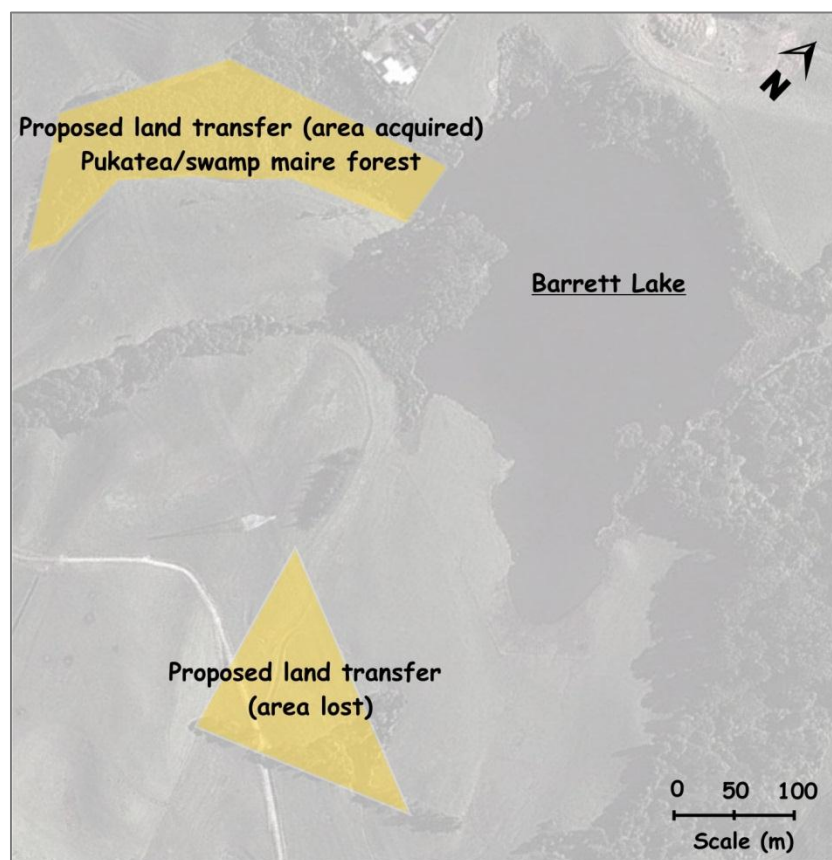 N
Proposed land transfer (area acquired)
Pukatea/swamp maire forest
Barrett Lake
Proposed land transfer
(area lost)
0 50 100
Scale (m)